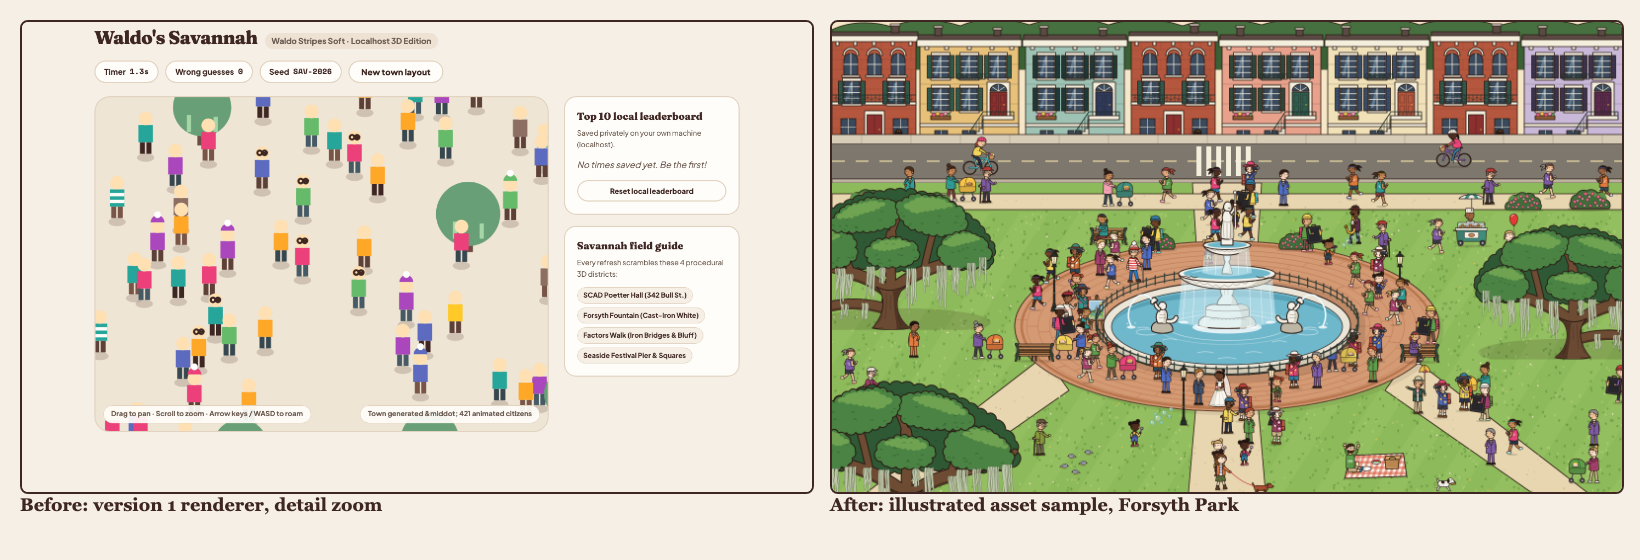 Waldo's Savannah
Waldo Stripes Soft · Localhost 3D Edition
Timer 1.3s
Wrong guesses 0
Seed SAV-2026
New town layout
Top 10 local leaderboard
Saved privately on your own machine
(localhost).
No times saved yet. Be the first!
Reset local leaderboard
Savannah field guide
Every refresh scrambles these 4 procedural
3D districts:
SCAD Poetter Hall (342 Bull St.)
Forsyth Fountain (Cast-Iron White)
Factors Walk (Iron Bridges & Bluff)
Seaside Festival Pier & Squares
Drag to pan · Scroll to zoom · Arrow keys / WASD to roam
Town generated &middot; 421 animated citizens
Before: version 1 renderer, detail zoom
After: illustrated asset sample, Forsyth Park